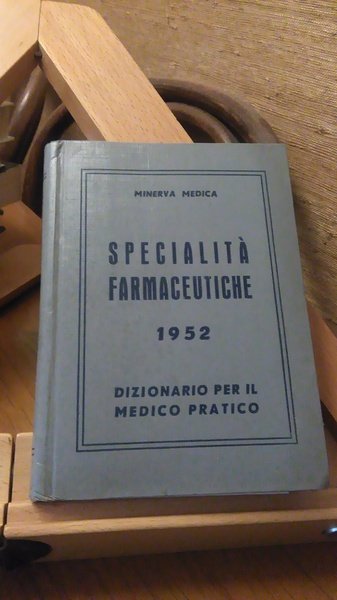 MINERVA MEDICA
SPECIALITÀ
FARMACEUTICHE
1952
DIZIONARIO PER IL
MEDICO PRATICO